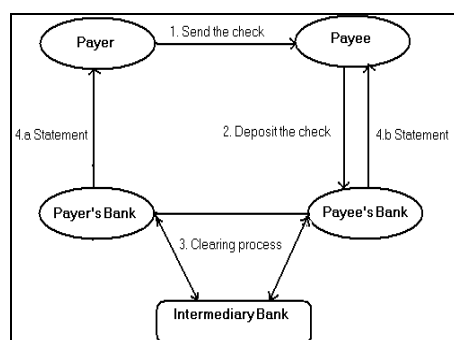 1. Send the check
Payer
Payee
4.a Statement
2. Deposit the check
4.b Statement
Payer's Bank
Payee's Bank
3. Clearing process
Intermediary Bank